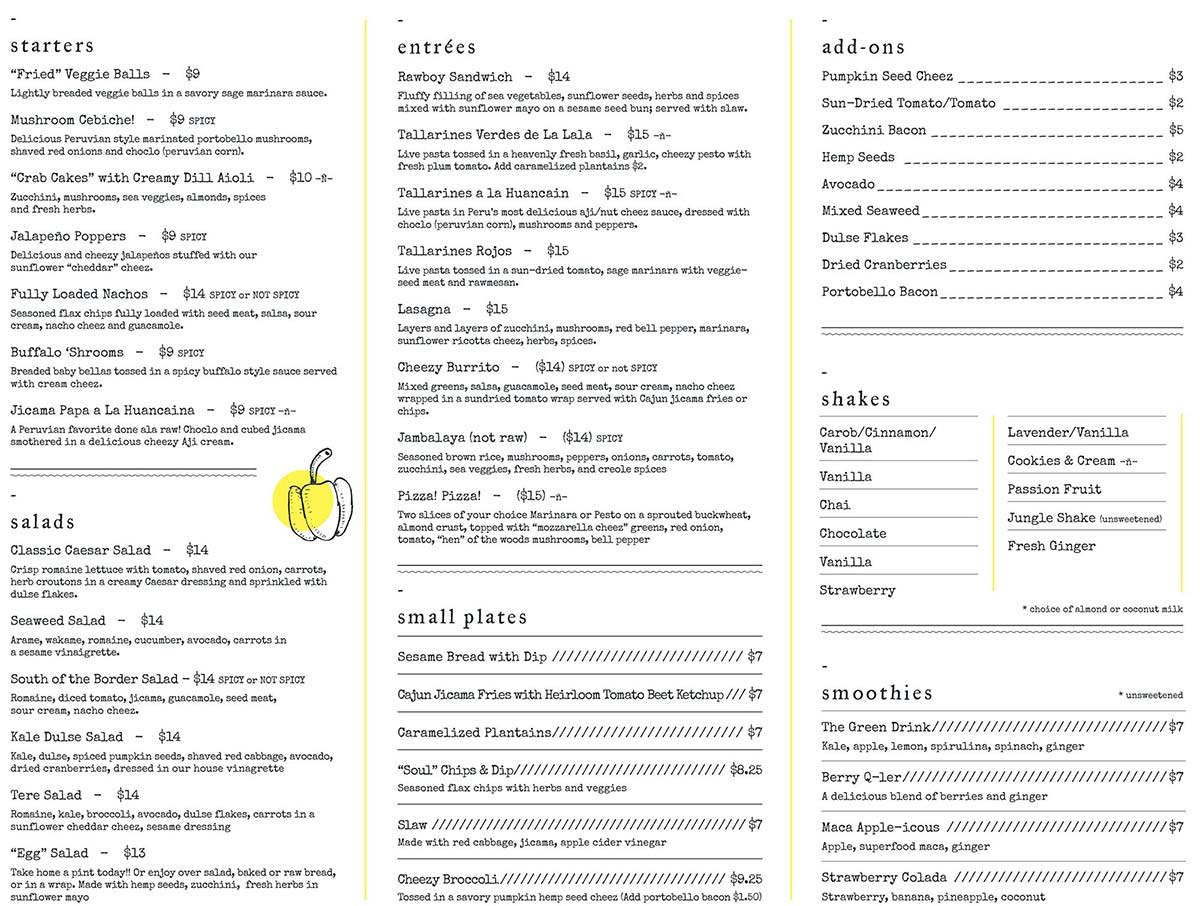 -
starters
“Fried” Veggie Balls – $9
Lightly breaded veggie balls in a savory sage marinara sauce.
Mushroom Cebiche! – $9 SPICY
Delicious Peruvian style marinated portobello mushrooms,
shaved red onions and choclo (peruvian corn).
“Crab Cakes” with Creamy Dill Aioli – $10 -Ñ-
Zucchini, mushrooms, sea veggies, almonds, spices
and fresh herbs.
Jalapeño Poppers – $9 SPICY
Delicious and cheezy jalapeños stuffed with our
sunflower “cheddar” cheez.
Fully Loaded Nachos – $14 SPICY or NOT SPICY
Seasoned flax chips fully loaded with seed meat, salsa, sour
cream, nacho cheez and guacamole.
Buffalo ‘Shrooms – $9 SPICY
Breaded baby bellas tossed in a spicy buffalo style sauce served
with cream cheez.
Jicama Papa a La Huancaina – $9 SPICY -ñ-
A Peruvian favorite done ala raw! Choclo and cubed jicama
smothered in a delicious cheezy Aji cream.
-
salads
Classic Caesar Salad – $14
Crisp romaine lettuce with tomato, shaved red onion, carrots,
herb croutons in a creamy Caesar dressing and sprinkled with
dulse flakes.
Seaweed Salad – $14
Arame, wakame, romaine, cucumber, avocado, carrots in
a sesame vinaigrette.
South of the Border Salad – $14 SPICY or NOT SPICY
Romaine, diced tomato, jicama, guacamole, seed meat,
sour cream, nacho cheez.
Kale Dulse Salad – $14
Kale, dulse, spiced pumpkin seeds, shaved red cabbage, avocado,
dried cranberries, dressed in our house vinagrette
Tere Salad – $14
Romaine, kale, broccoli, avocado, dulse flakes, carrots in a
sunflower cheddar cheez, sesame dressing
“Egg” Salad – $13
Take home a pint today!! Or enjoy over salad, baked or raw bread,
or in a wrap. Made with hemp seeds, zucchini, fresh herbs in
sunflower mayo
-
entrées
Rawboy Sandwich – $14
Fluffy filling of sea vegetables, sunflower seeds, herbs and spices
mixed with sunflower mayo on a sesame seed bun; served with slaw.
Tallarines Verdes de La Lala – $15 -ñ-
Live pasta tossed in a heavenly fresh basil, garlic, cheezy pesto with
fresh plum tomato. Add caramelized plantains $2.
Tallarines a la Huancain – $15 SPICY -ñ-
Live pasta in Peru’s most delicious aji/nut cheez sauce, dressed with
choclo (peruvian corn), mushrooms and peppers.
Tallarines Rojos – $15
Live pasta tossed in a sun-dried tomato, sage marinara with veggie-
seed meat and rawmesan.
Lasagna – $15
Layers and layers of zucchini, mushrooms, red bell pepper, marinara,
sunflower ricotta cheez, herbs, spices.
Cheezy Burrito – ($14) SPICY or not SPICY
Mixed greens, salsa, guacamole, seed meat, sour cream, nacho cheez
wrapped in a sundried tomato wrap served with Cajun jicama fries or
chips.
Jambalaya (not raw) – ($14) SPICY
Seasoned brown rice, mushrooms, peppers, onions, carrots, tomato,
zucchini, sea veggies, fresh herbs, and creole spices
Pizza! Pizza! – ($15) -ñ-
Two slices of your choice Marinara or Pesto on a sprouted buckwheat,
almond crust, topped with “mozzarella cheez” greens, red onion,
tomato, “hen” of the woods mushrooms, bell pepper
-
small plates
Sesame Bread with Dip ////////////////////////// $7
Cajun Jicama Fries with Heirloom Tomato Beet Ketchup /// $7
Caramelized Plantains////////////////////////// $7
“Soul” Chips & Dip///////////////////////////// $8.25
Seasoned flax chips with herbs and veggies
Slaw /////////////////////////////////////////// $7
Made with red cabbage, jicama, apple cider vinegar
Cheezy Broccoli/////////////////////////////// $9.25
Tossed in a savory pumpkin hemp seed cheez (Add portobello bacon $1.50)
-
add-ons
Pumpkin Seed Cheez ____________________ $3
Sun-Dried Tomato/Tomato ________________ $2
Zucchini Bacon _______________________ $5
Hemp Seeds __________________________ $2
Avocado____________________________ $4
Mixed Seaweed________________________ $4
Dulse Flakes _________________________ $3
Dried Cranberries_____________________ $2
Portobello Bacon______________________ $4
-
shakes
Carob/Cinnamon/
Vanilla
Vanilla
Chai
Chocolate
Vanilla
Strawberry
Lavender/Vanilla
Cookies & Cream -ñ-
Passion Fruit
Jungle Shake (unsweetened)
Fresh Ginger
* choice of almond or coconut milk
-
smoothies * unsweetened
The Green Drink////////////////////////////////$7
Kale, apple, lemon, spirulina, spinach, ginger
Berry Q-ler////////////////////////////////////$7
A delicious blend of berries and ginger
Maca Apple-icous //////////////////////////////$7
Apple, superfood maca, ginger
Strawberry Colada /////////////////////////////$7
Strawberry, banana, pineapple, coconut